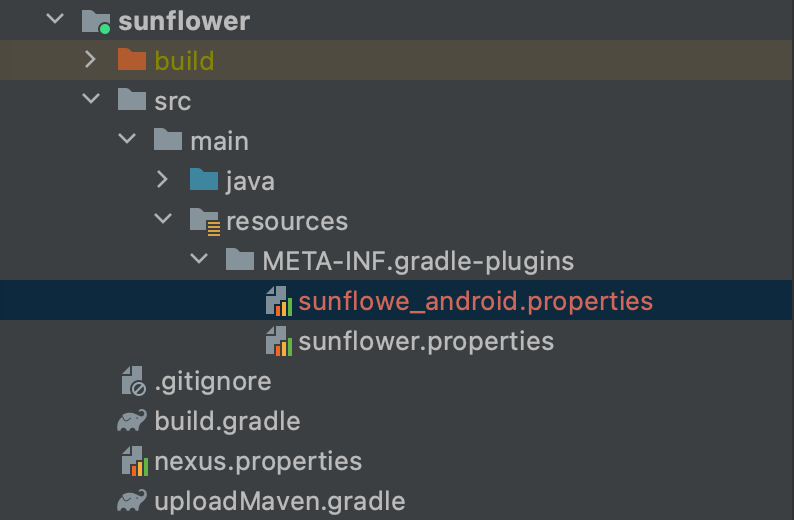 sunflower
build
src
main
java
resources
META-INF.gradle-plugins
sunflowe_android.properties
sunflower.properties
.gitignore
build.gradle
nexus.properties
uploadMaven.gradle